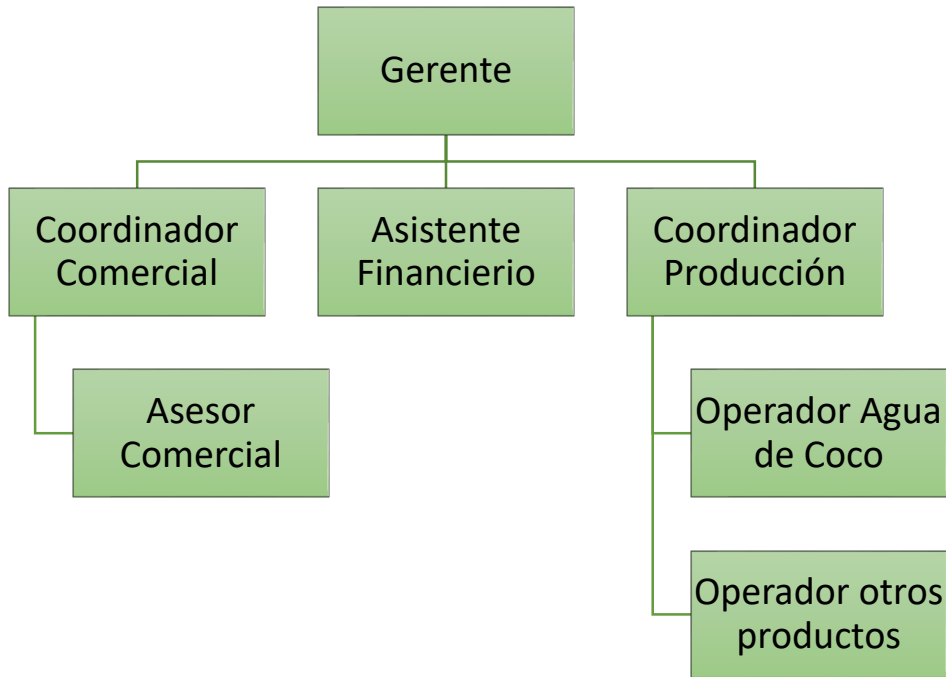 Gerente
Coordinador
Comercial
Asistente
Financierio
Coordinador
Producción
Asesor
Comercial
Operador Agua
de Coco
Operador otros
productos